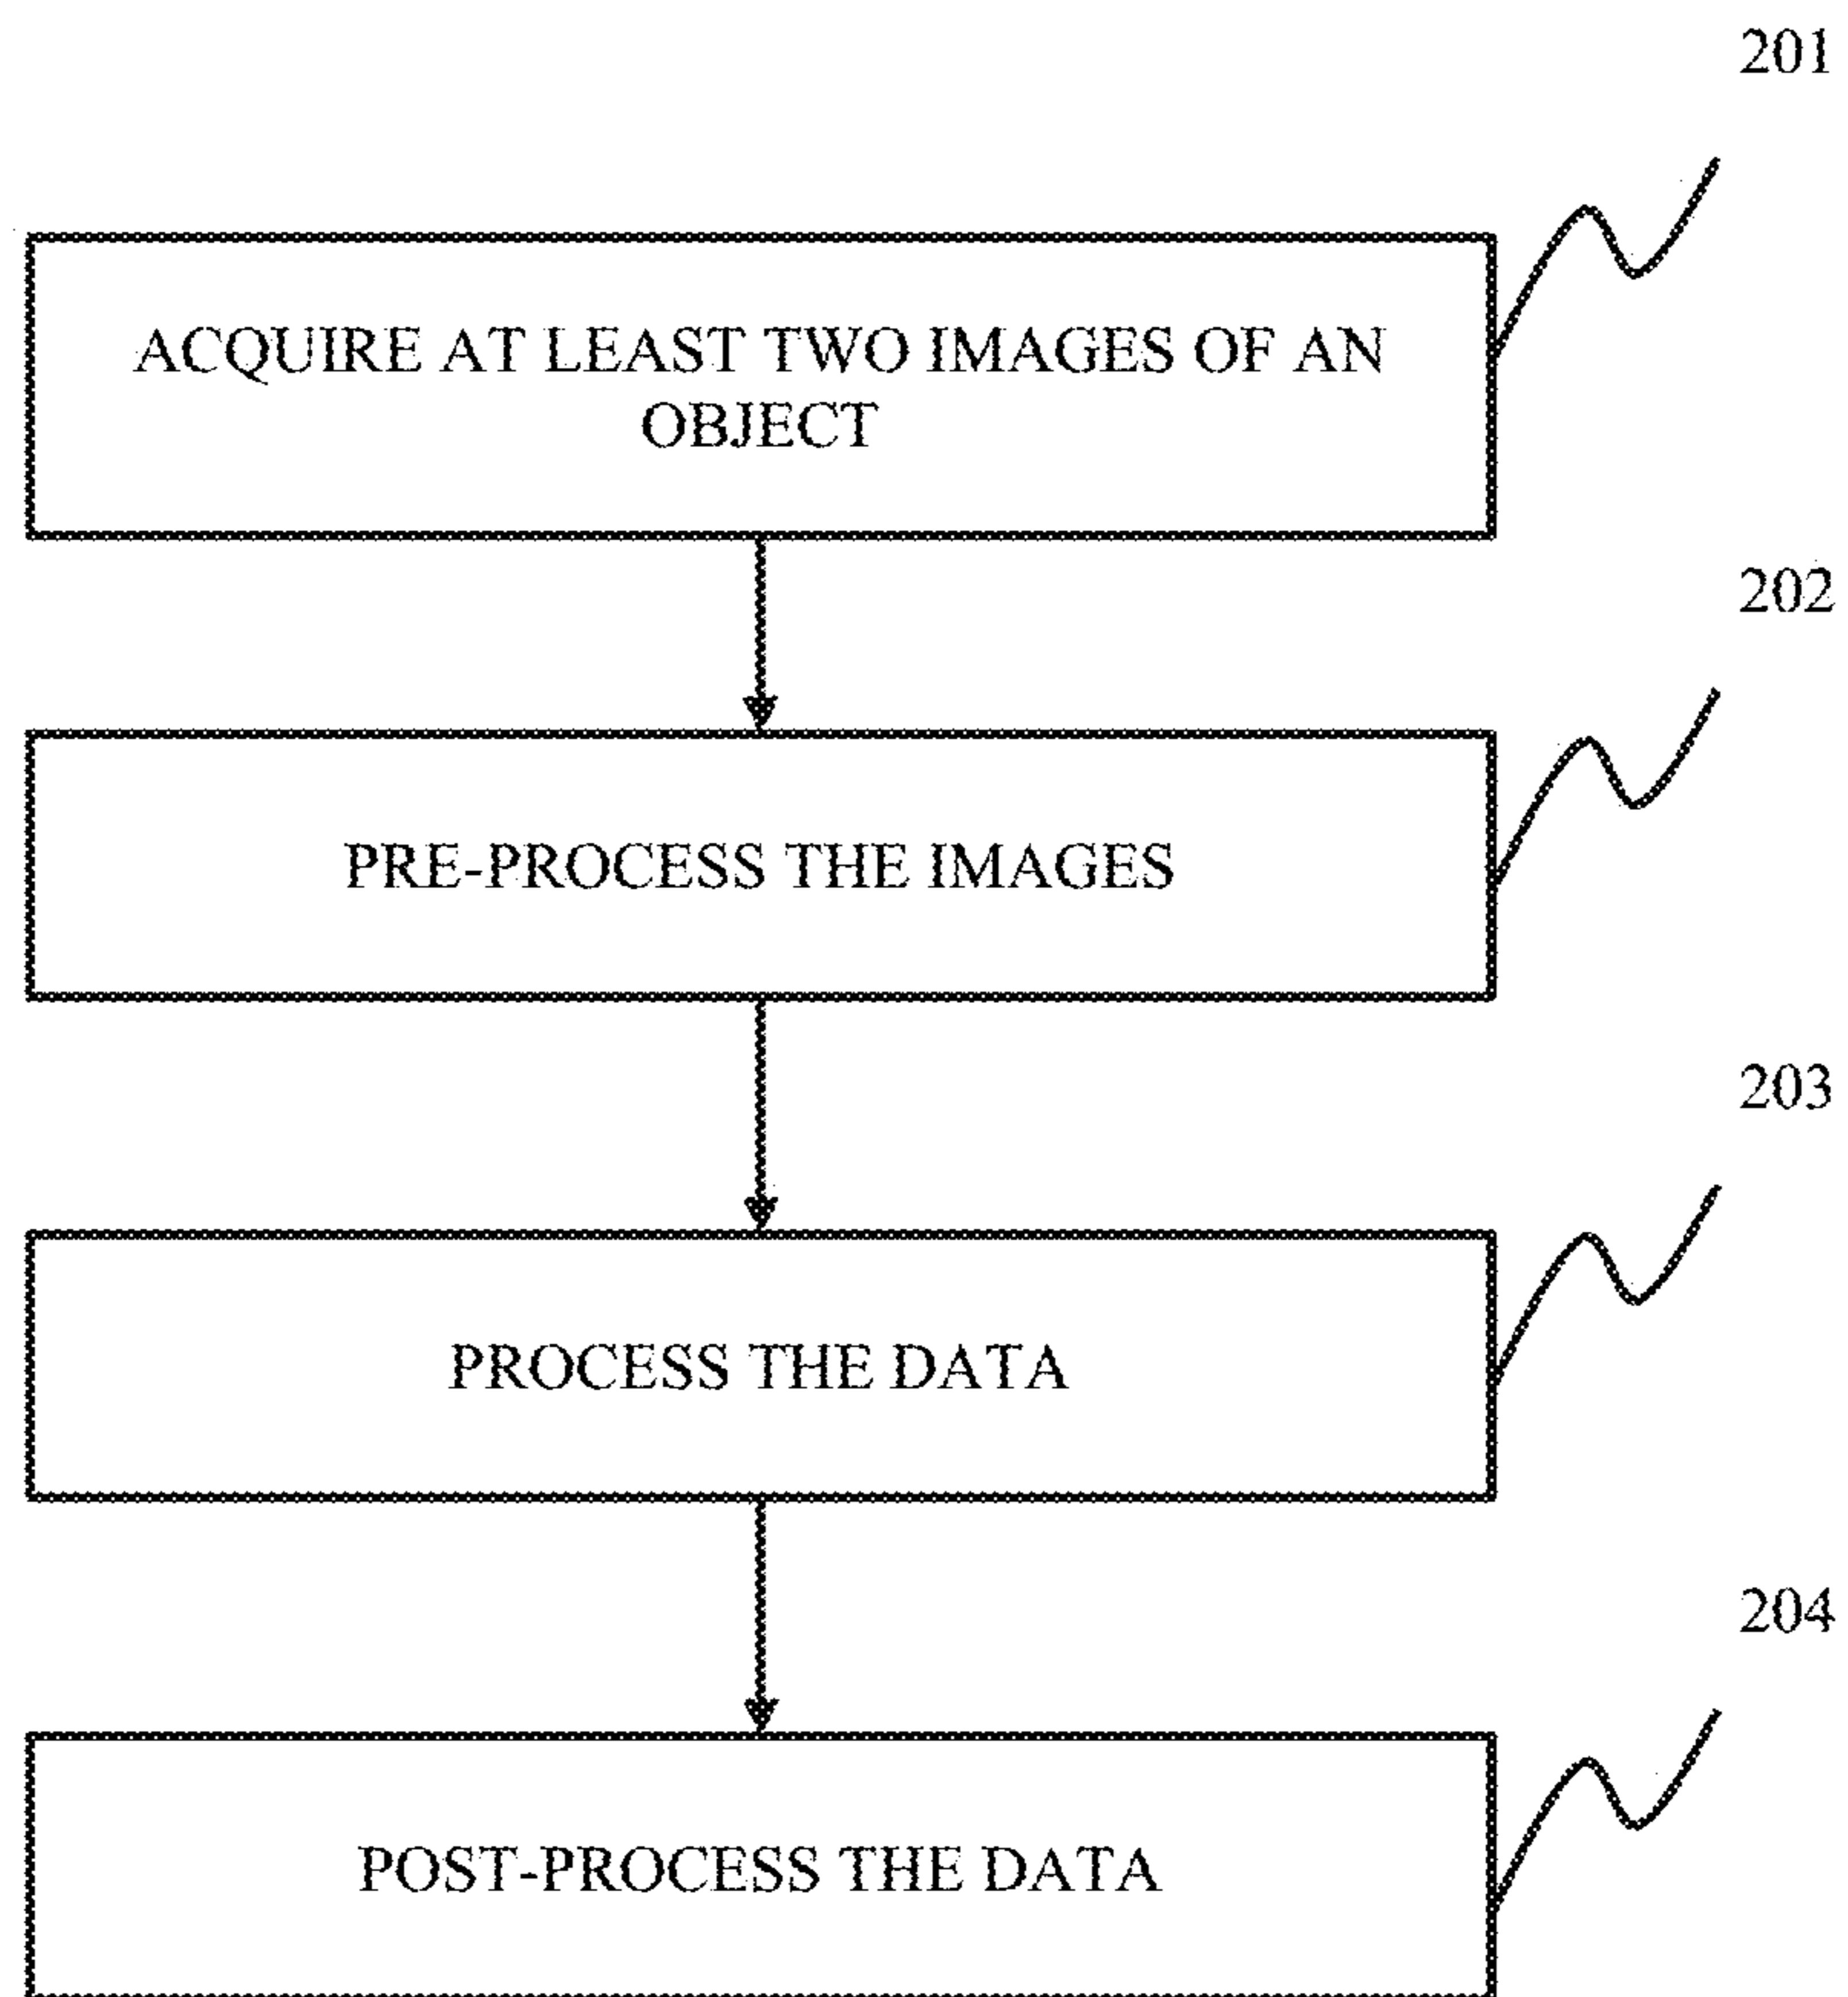 201
ACQUIRE AT LEAST TWO IMAGES OF AN
OBJECT
202
PRE-PROCESS THE IMAGES
203
PROCESS THE DATA
204
POST-PROCESS THE DATA